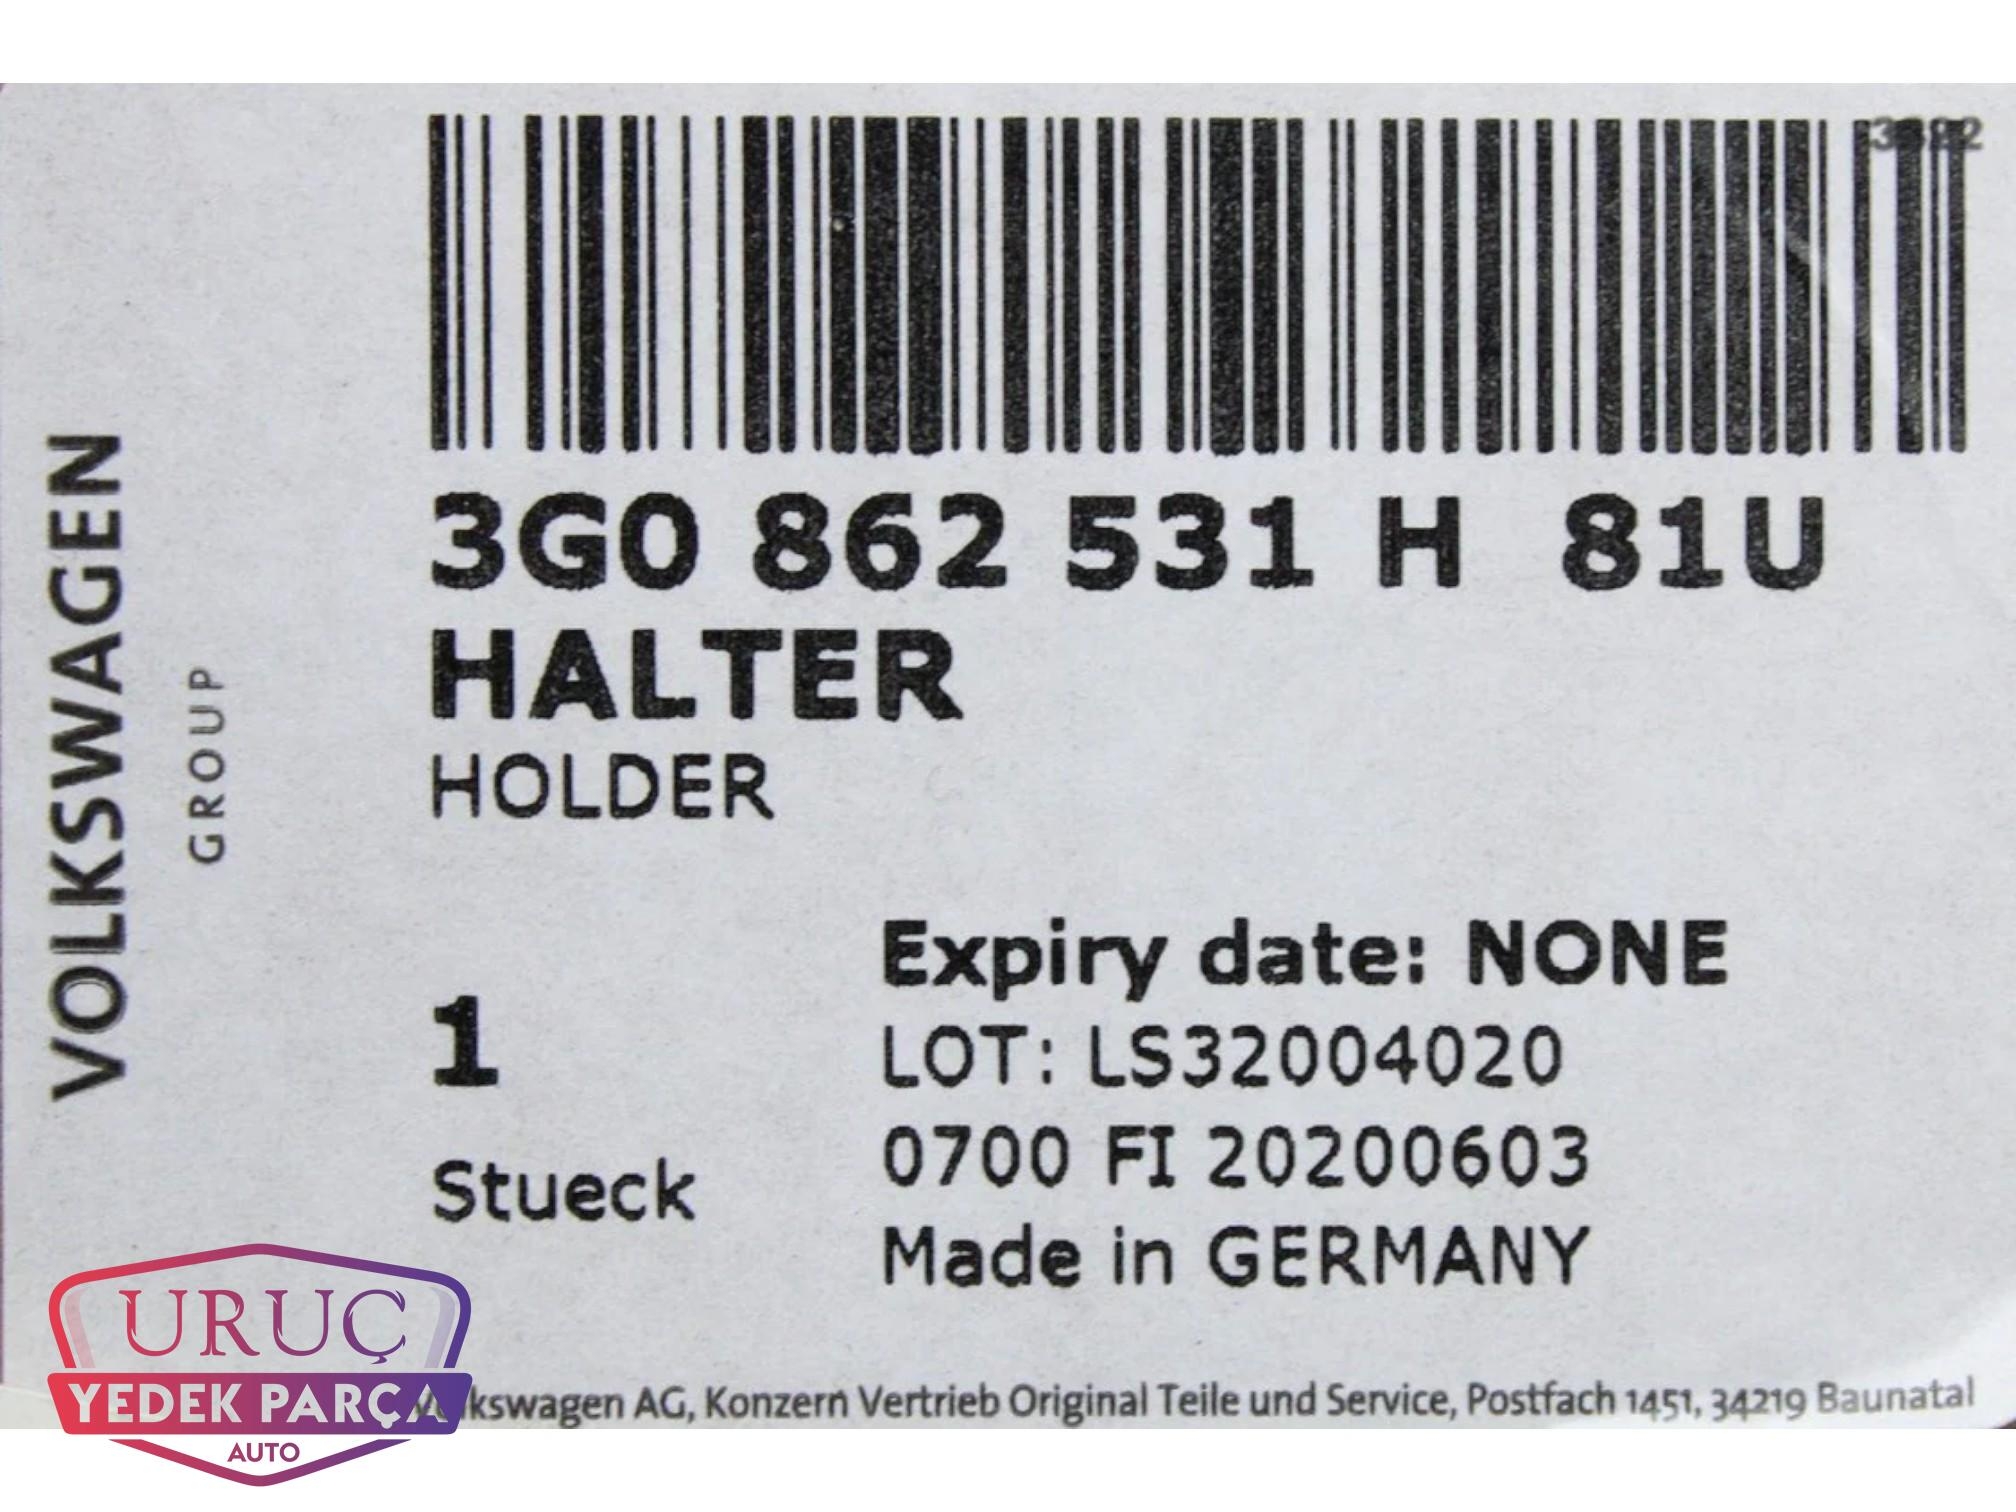 VOLKSWAGEN
GROUP
3G0 862 531 H 81U
HALTER
HOLDER
1
Stueck
Expiry date: NONE
LOT: LS32004020
0700 FI 20200603
Made in GERMANY
kswagen AG, Konzern Vertrieb Original Teile und Service, Postfach 1451, 34219 Baunatal
URUÇ
YEDEK PARÇA
AUTO